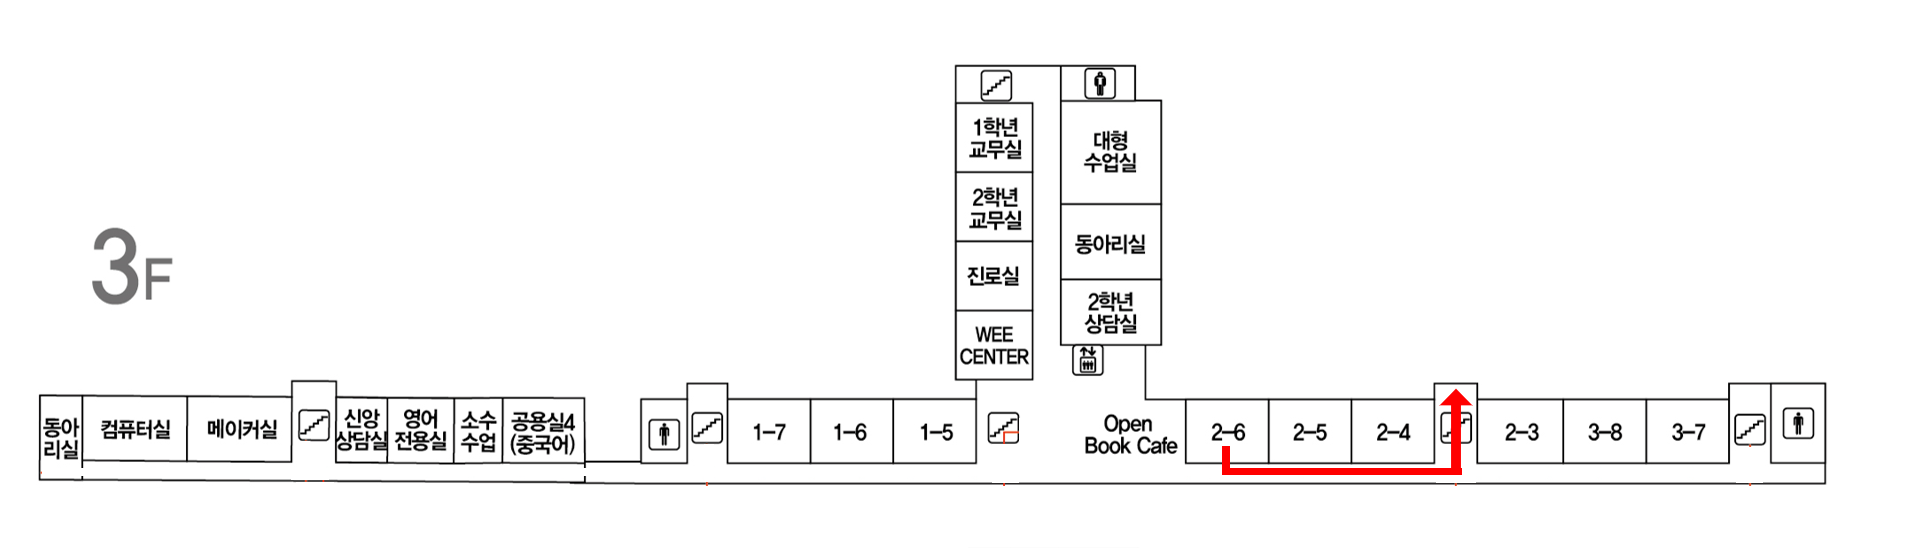 3F
1학년
교무실
2학년
교무실
진로실
WEE
CENTER
대형
수업실
동아리실
2학년
상담실
동아
리실
컴퓨터실
메이커실
신앙
상담실
영어
전용실
소수
수업
공용실4
(중국어)
1-7
1-6
1-5
Open
Book Cafe
2-6
2-5
2-4
2-3
3-8
3-7